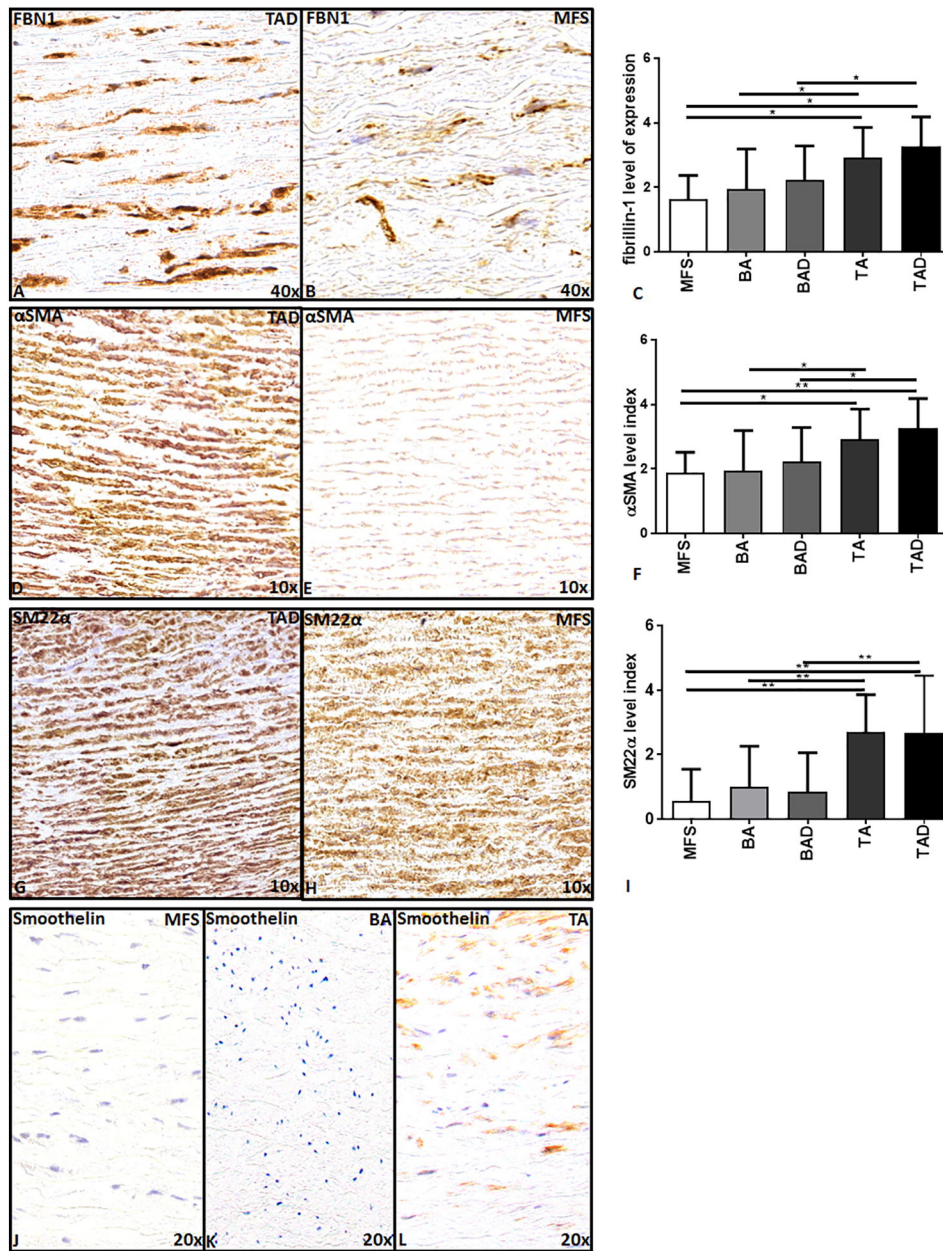 FBN1 TAD
A 40x
MFS
B 40x
6
4
2
0
fibrillin-1 level of expression
*
*
*
*
MFS
BA
BAD
TA
TAD
C
αSMA TAD
D 10x
αSMA MFS
E 10x
6
4
2
0
αSMA level index
*
*
**
*
MFS
BA
BAD
TA
TAD
F
SM22α TAD
G 10x
SM22α MFS
H 10x
6
4
2
0
SM22α level index
**
**
**
**
MFS
BA
BAD
TA
TAD
I
Smoothelin MFS
J 20x
Smoothelin BA
K 20x
Smoothelin TA
L 20x